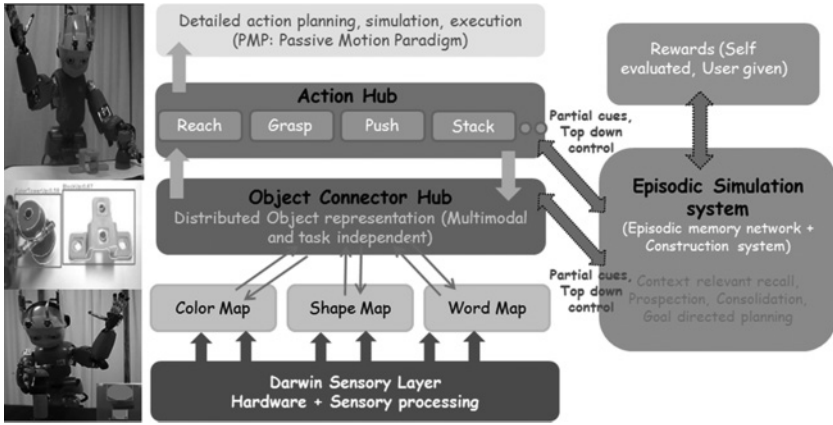 Detailed action planning, simulation, execution
(PMP: Passive Motion Paradigm)
Action Hub
Reach
Grasp
Push
Stack
Object Connector Hub
Distributed Object representation (Multimodal
and task independent)
Color Map
Shape Map
Word Map
Darwin Sensory Layer
Hardware + Sensory processing
Partial cues,
Top down
control
Partial cues,
Top down
control
Rewards (Self
evaluated, User
given)
Episodic Simulation
system
(Episodic memory network +
Construction system)
Context relevant recall,
Prospection, Consolidation,
Goal directed planning